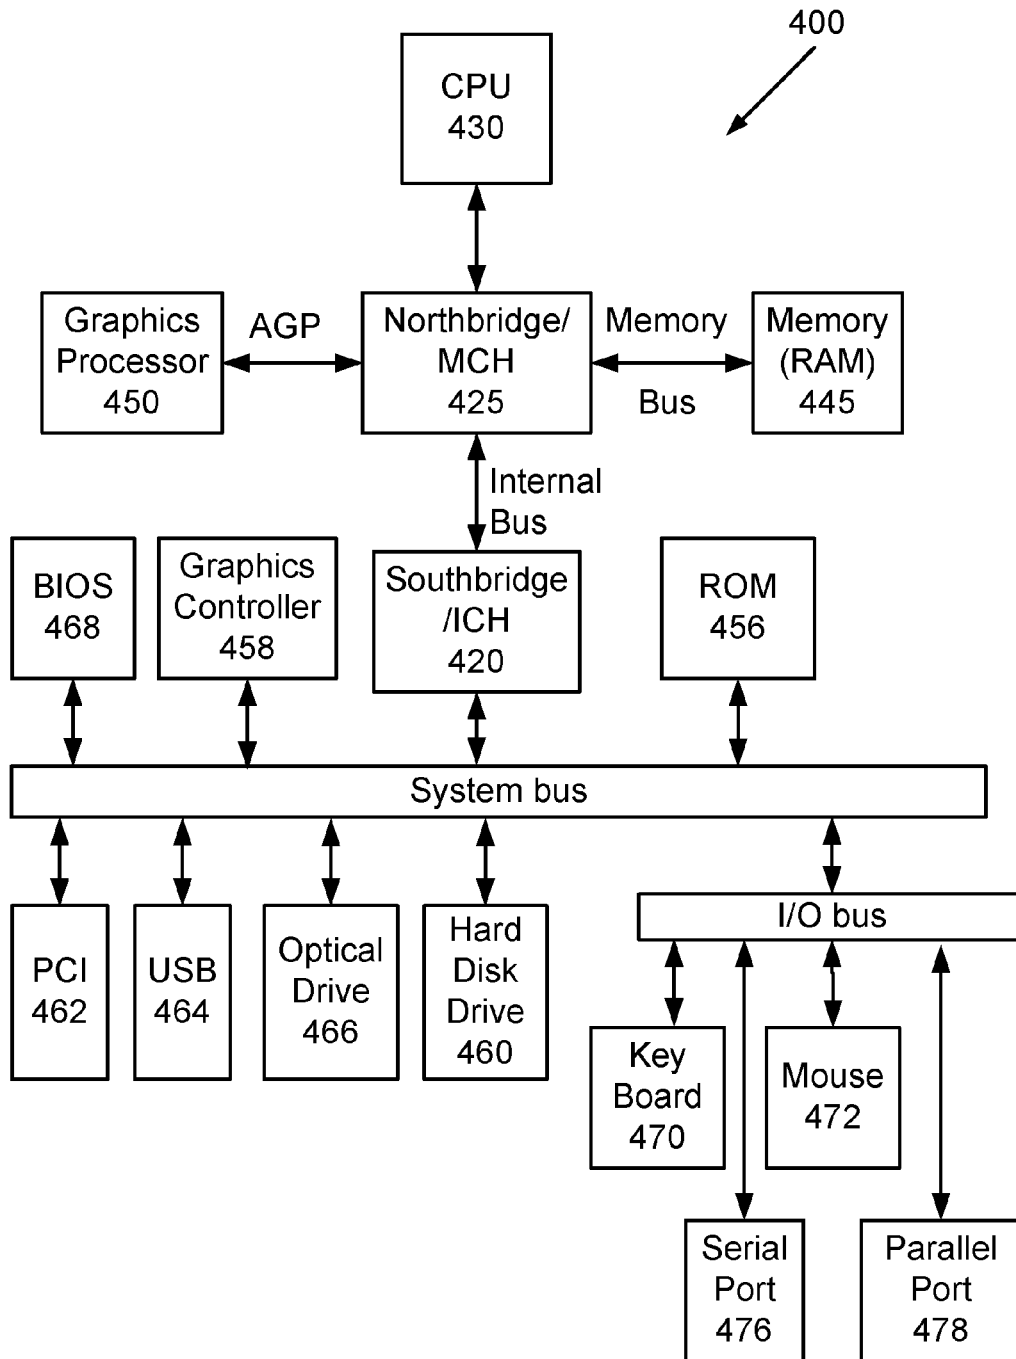 400
CPU
430
Graphics
Processor
450
AGP
Northbridge/
MCH
425
Memory
Bus
Memory
(RAM)
445
Internal
Bus
BIOS
468
Graphics
Controller
458
Southbridge
/ICH
420
ROM
456
System bus
PCI
462
USB
464
Optical
Drive
466
Hard
Disk
Drive
460
I/O bus
Key
Board
470
Mouse
472
Serial
Port
476
Parallel
Port
478